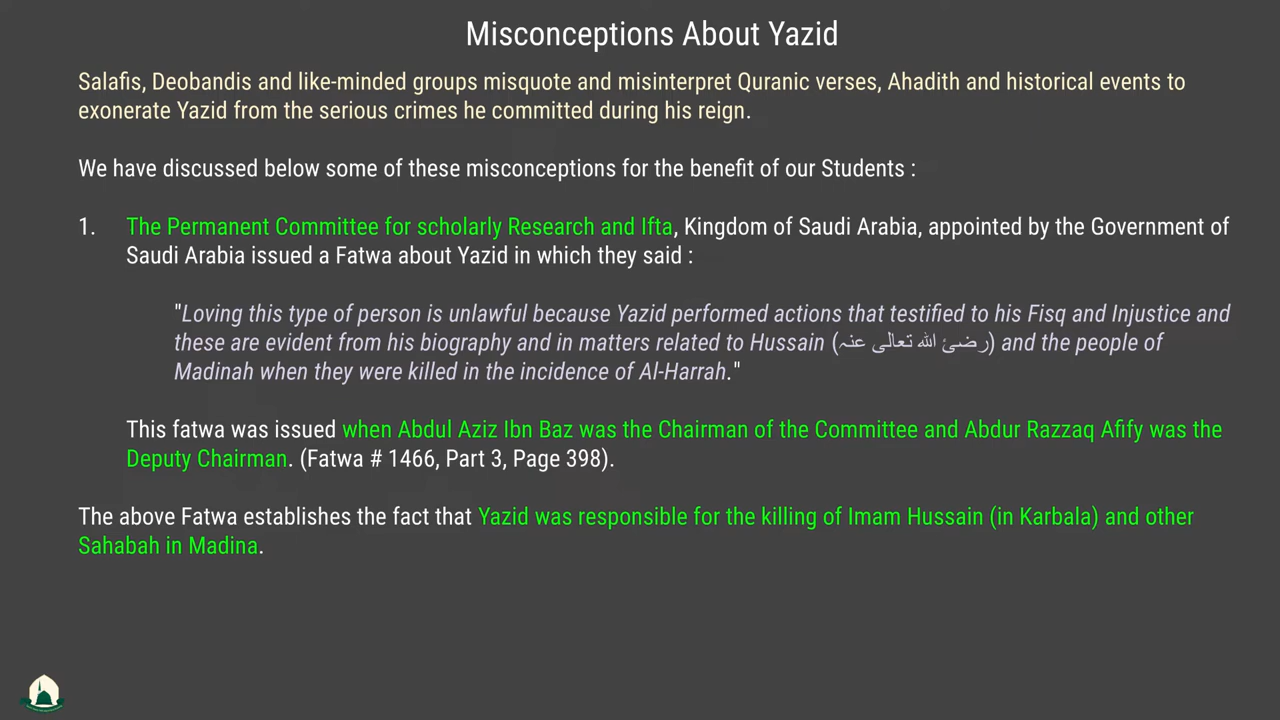 Misconceptions About Yazid
Salafis, Deobandis and like-minded groups misquote and misinterpret Quranic verses, Ahadith and historical events to
exonerate Yazid from the serious crimes he committed during his reign.
We have discussed below some of these misconceptions for the benefit of our Students :
1. The Permanent Committee for scholarly Research and Ifta, Kingdom of Saudi Arabia, appointed by the Government of
Saudi Arabia issued a Fatwa about Yazid in which they said :
"Loving this type of person is unlawful because Yazid performed actions that testified to his Fisq and Injustice and
these are evident from his biography and in matters related to Hussain (رضئ الله تعالى عنہ) and the people of
Madinah when they were killed in the incidence of Al-Harrah."
This fatwa was issued when Abdul Aziz Ibn Baz was the Chairman of the Committee and Abdur Razzaq Afify was the
Deputy Chairman. (Fatwa # 1466, Part 3, Page 398).
The above Fatwa establishes the fact that Yazid was responsible for the killing of Imam Hussain (in Karbala) and other
Sahabah in Madina.